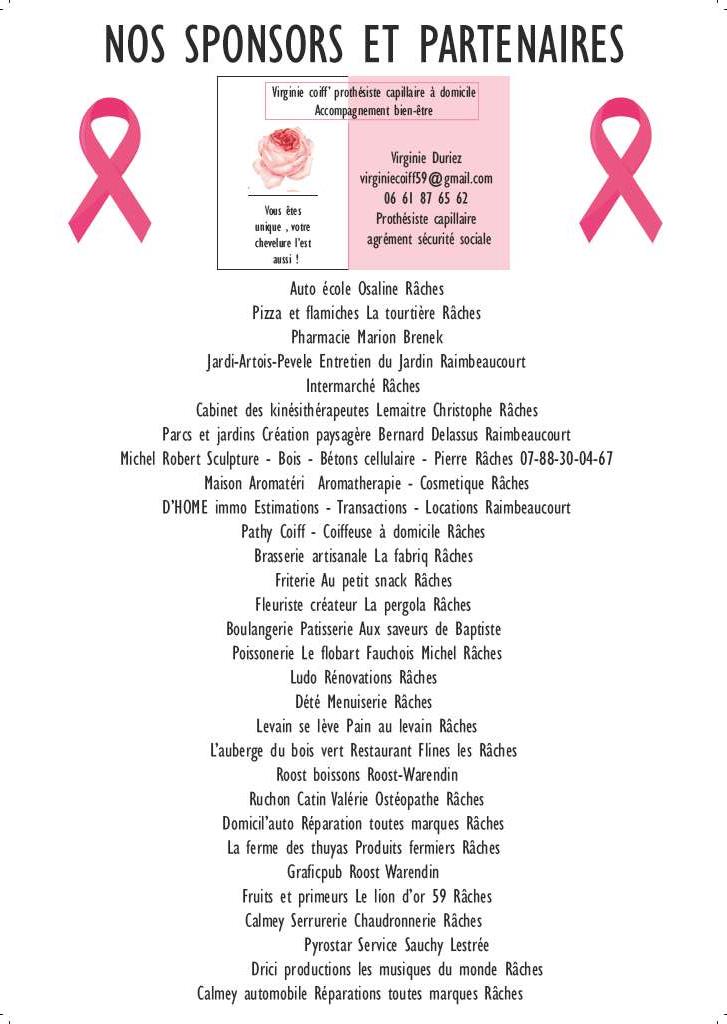 NOS SPONSORS ET PARTENAIRES
Virginie coiff' prothésiste capillaire à domicile
Accompagnement bien-être
Vous êtes
unique , votre
chevelure l'est
aussi !
Virginie Duriez
virginiecoiff59@gmail.com
06 61 87 65 62
Prothésiste capillaire
agrément sécurité sociale
Auto école Osaline Râches
Pizza et flamiches La tourtière Râches
Pharmacie Marion Brenek
Jardi-Artois-Pevele Entretien du Jardin Raimbeaucourt
Intermarché Râches
Cabinet des kinésithérapeutes Lemaitre Christophe Râches
Parcs et jardins Création paysagère Bernard Delassus Raimbeaucourt
Michel Robert Sculpture - Bois - Bétons cellulaire - Pierre Râches 07-88-30-04-67
Maison Aromatéri Aromatherapie - Cosmetique Râches
D'HOME immo Estimations - Transactions - Locations Raimbeaucourt
Pathy Coiff - Coiffeuse à domicile Râches
Brasserie artisanale La fabriq Râches
Friterie Au petit snack Râches
Fleuriste créateur La pergola Râches
Boulangerie Patisserie Aux saveurs de Baptiste
Poissonerie Le flobart Fauchois Michel Râches
Ludo Rénovations Râches
Dété Menuiserie Râches
Levain se lève Pain au levain Râches
L'auberge du bois vert Restaurant Flines les Râches
Roost boissons Roost-Warendin
Ruchon Catin Valérie Ostéopathe Râches
Domicil'auto Réparation toutes marques Râches
La ferme des thuyas Produits fermiers Râches
Graficpub Roost Warendin
Fruits et primeurs Le lion d'or 59 Râches
Calmey Serrurerie Chaudronnerie Râches
Pyrostar Service Sauchy Lestrée
Drici productions les musiques du monde Râches
Calmey automobile Réparations toutes marques Râches